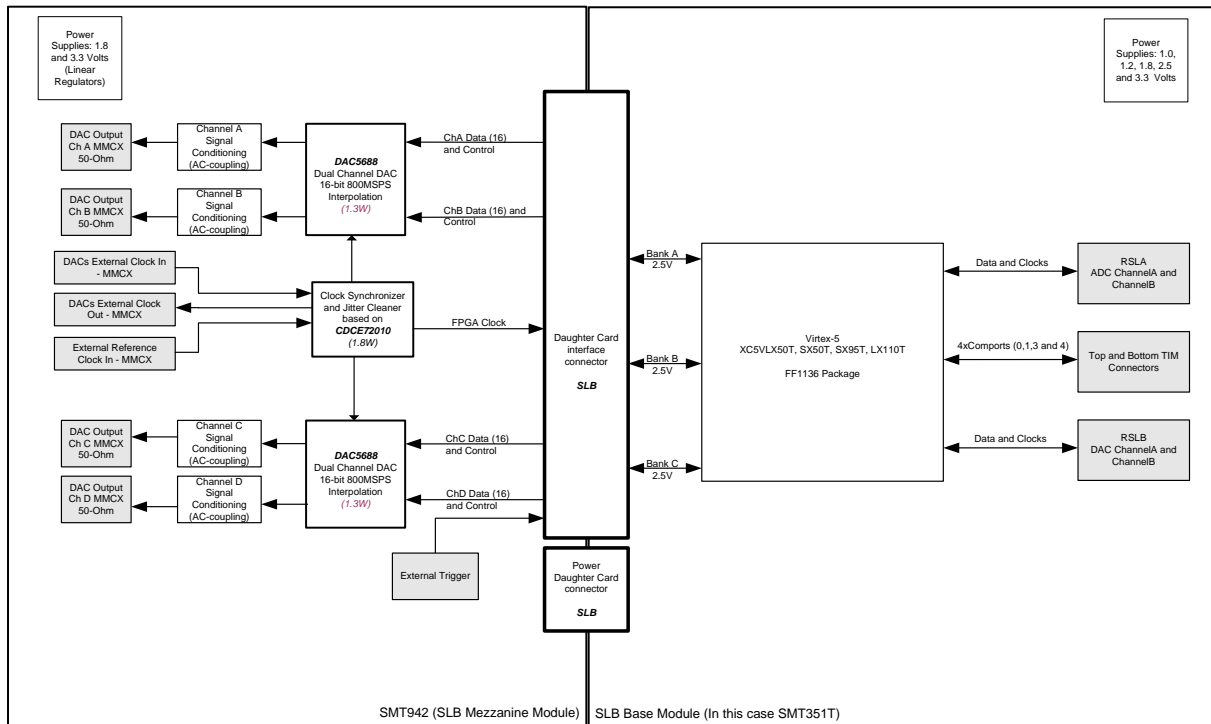 Power
Supplies: 1.8
and 3.3 Volts
(Linear
Regulators)
Power
Supplies: 1.0,
1.2, 1.8, 2.5
and 3.3 Volts
DAC Output
Ch A MMCX
50-Ohm
Channel A
Signal
Conditioning
(AC-coupling)
DAC5688
Dual Channel DAC
16-bit 800MSPS
Interpolation
(1.3W)
ChA Data (16)
and Control
DAC Output
Ch B MMCX
50-Ohm
Channel B
Signal
Conditioning
(AC-coupling)
ChB Data (16) and
Control
DACs External Clock In
- MMCX
DACs External Clock
Out - MMCX
External Reference
Clock In - MMCX
Clock Synchronizer
and Jitter Cleaner
based on
CDCE72010
(1.8W)
FPGA Clock
Daughter Card
interface
connector
SLB
Bank A
2.5V
Bank B
2.5V
Bank C
2.5V
Virtex-5
XC5VLX50T, SX50T, SX95T, LX110T
FF1136 Package
Data and Clocks
RSLA
ADC ChannelA and
ChannelB
4xComports (0,1,3 and 4)
Top and Bottom TIM
Connectors
Data and Clocks
RSLB
DAC ChannelA and
ChannelB
DAC Output
Ch C MMCX
50-Ohm
Channel C
Signal
Conditioning
(AC-coupling)
DAC5688
Dual Channel DAC
16-bit 800MSPS
Interpolation
(1.3W)
ChC Data (16)
and Control
DAC Output
Ch D MMCX
50-Ohm
Channel D
Signal
Conditioning
(AC-coupling)
ChD Data (16)
and Control
External Trigger
Power
Daughter Card
connector
SLB
SMT942 (SLB Mezzanine Module)
SLB Base Module (In this case SMT351T)